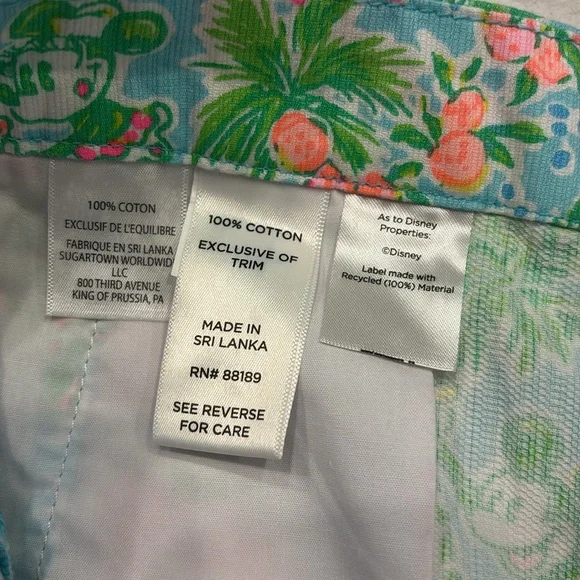 100% COTON
EXCLUSIF DE L'EQUILIBRE
FABRIQUE EN SRI LANKA
SUGARTOWN WORLDWIDE
LLC
800 THIRD AVENUE
KING OF PRUSSIA, PA
100% COTTON
EXCLUSIVE OF
TRIM
MADE IN
SRI LANKA
RN# 88189
SEE REVERSE
FOR CARE
As to Disney
Properties:
©Disney
Label made with
Recycled (100%) Material